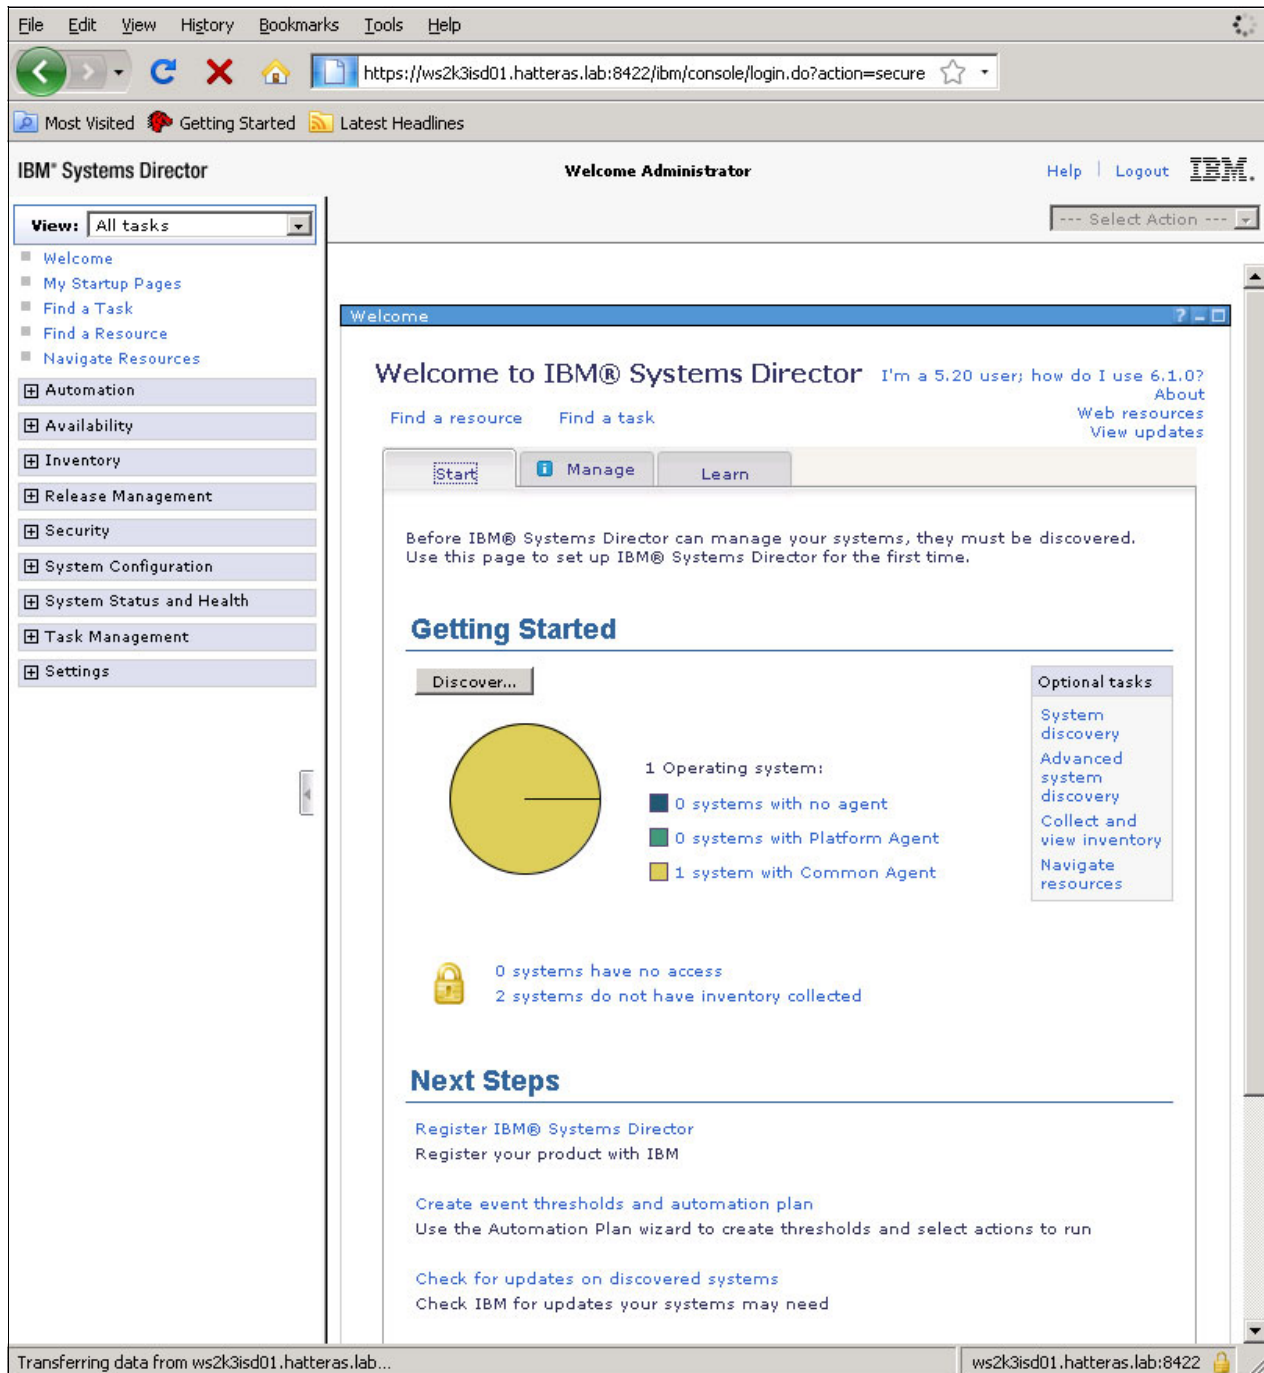 File Edit View History Bookmarks Tools Help
https://ws2k3isd01.hatteras.lab:8422/ibm/console/login.do?action=secure
Most Visited Getting Started Latest Headlines
IBM® Systems Director Welcome Administrator Help Logout IBM.
View: All tasks --- Select Action ---
Welcome
My Startup Pages
Find a Task
Find a Resource
Navigate Resources
Automation
Availability
Inventory
Release Management
Security
System Configuration
System Status and Health
Task Management
Settings
Welcome ?
Welcome to IBM® Systems Director I'm a 5.20 user; how do I use 6.1.0?
About
Find a resource Find a task Web resources
View updates
Start Manage Learn
Before IBM® Systems Director can manage your systems, they must be discovered.
Use this page to set up IBM® Systems Director for the first time.
Getting Started
Discover...
1 Operating system:
0 systems with no agent
0 systems with Platform Agent
1 system with Common Agent
Optional tasks
System
discovery
Advanced
system
discovery
Collect and
view inventory
Navigate
resources
0 systems have no access
2 systems do not have inventory collected
Next Steps
Register IBM® Systems Director
Register your product with IBM
Create event thresholds and automation plan
Use the Automation Plan wizard to create thresholds and select actions to run
Check for updates on discovered systems
Check IBM for updates your systems may need
Transferring data from ws2k3isd01.hatteras.lab... ws2k3isd01.hatteras.lab:8422